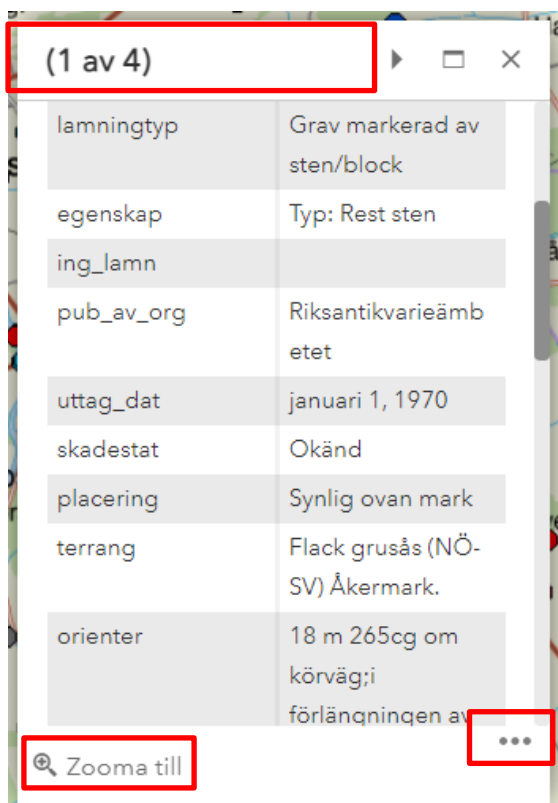 (1 av 4)
lamningtyp Grav markerad av
sten/block
egenskap Typ: Rest sten
ing_lamn
pub_av_org Riksantikvarieämb
etet
uttag_dat januari 1, 1970
skadestat Okänd
placering Synlig ovan mark
terrang Flack grusås (NÖ-
SV) Åkermark.
orienter 18 m 265cg om
körväg;i
förlängningen av
Zooma till